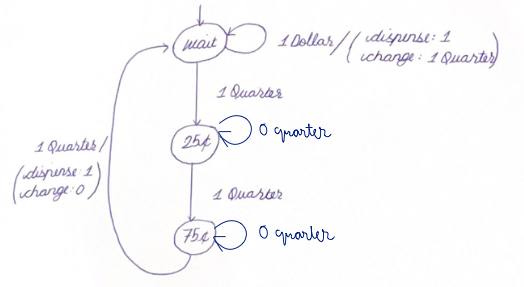 wait
1 Dollar/(dispense: 1
change: 1 Quarter)
1 Quarter
25¢
0 quarter
1 Quarter/
(dispense: 1)
(change: 0)
1 Quarter
75¢
0 quarter